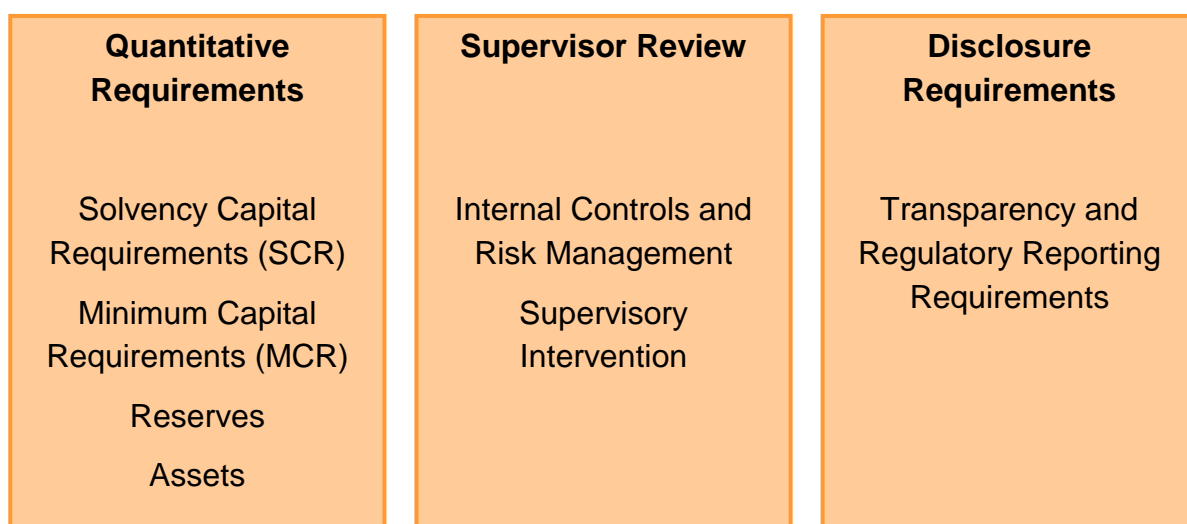 Quantitative
Requirements
Solvency Capital
Requirements (SCR)
Minimum Capital
Requirements (MCR)
Reserves
Assets
Supervisor Review
Internal Controls and
Risk Management
Supervisory
Intervention
Disclosure
Requirements
Transparency and
Regulatory Reporting
Requirements